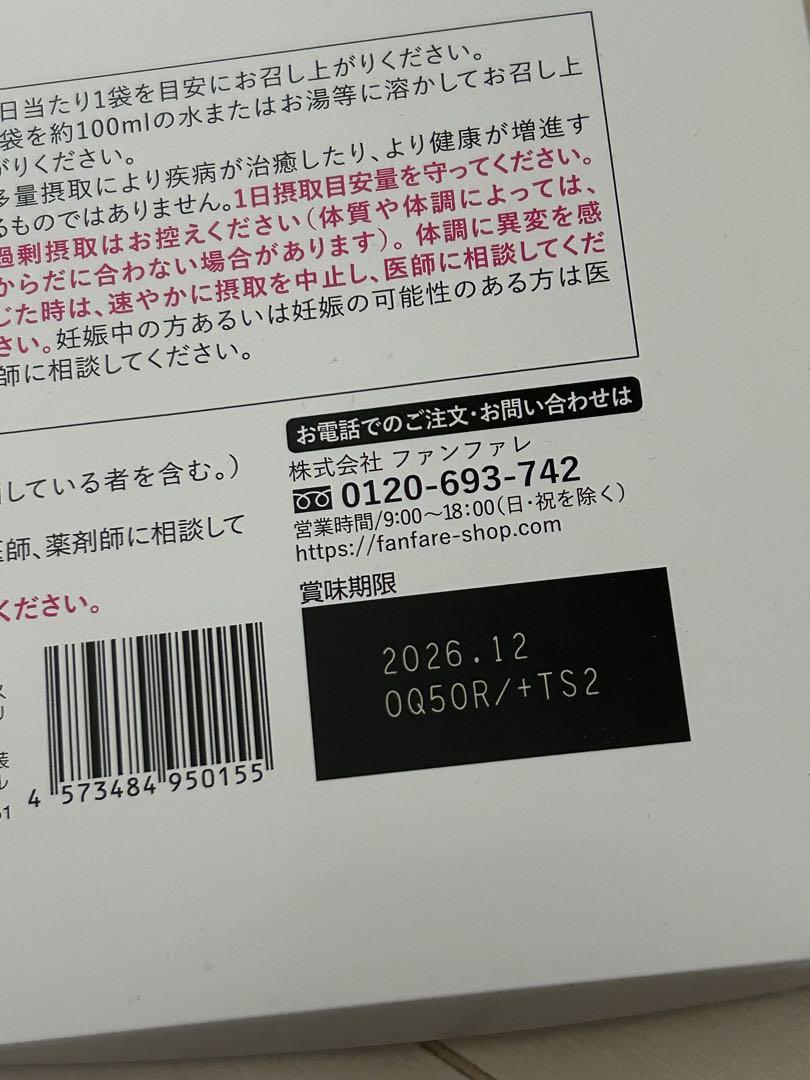 日当たり1袋を目安にお召し上がりください。
袋を約100mlの水またはお湯等に溶かしてお召し上
がりください。
多量摂取により疾病が治癒したり、より健康が増進す
るものではありません。1日摂取目安量を守ってください。
過剰摂取はお控えください(体質や体調によっては、
からだに合わない場合があります)。体調に異変を感
じた時は、速やかに摂取を中止し、医師に相談してくだ
さい。妊娠中の方あるいは妊娠の可能性のある方は医
師に相談してください。
している者を含む。)
医師、薬剤師に相談して
ください。
お電話でのご注文・お問い合わせは
株式会社 ファンファレ
0120-693-742
営業時間/9:00〜18:00(日・祝を除く)
https://fanfare-shop.com
賞味期限
2026.12
0Q50R/+TS2
4 573484 950155